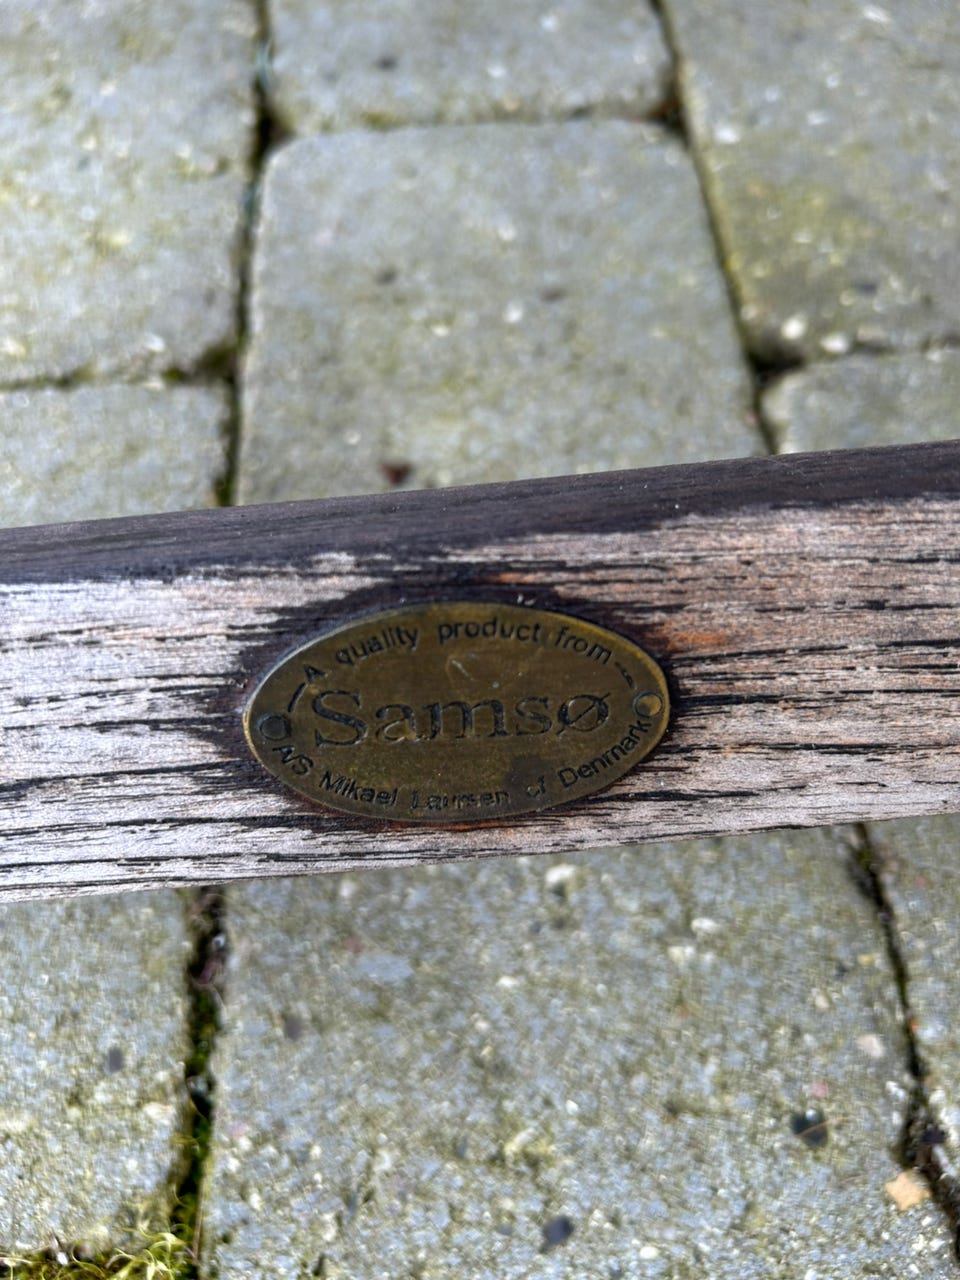 A quality product from
Samsø
A/S Mikael Laursen of Denmark